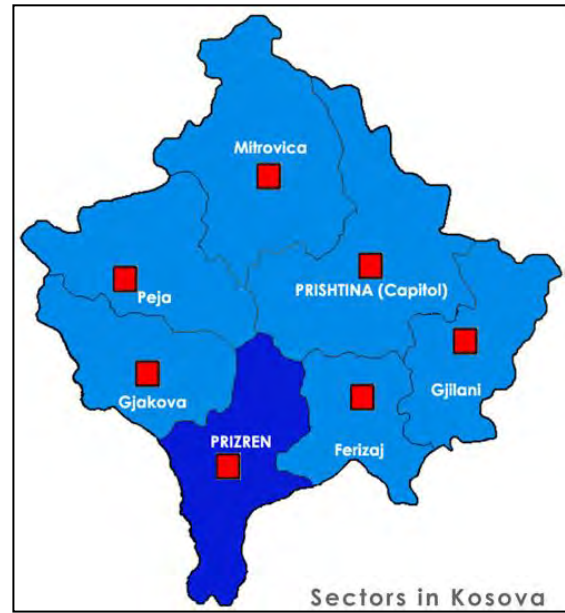 Mitrovica
PRISHTINA (Capitol)
Peja
Gjilani
Gjakova
PRIZREN
Ferizaj
Sectors in Kosova